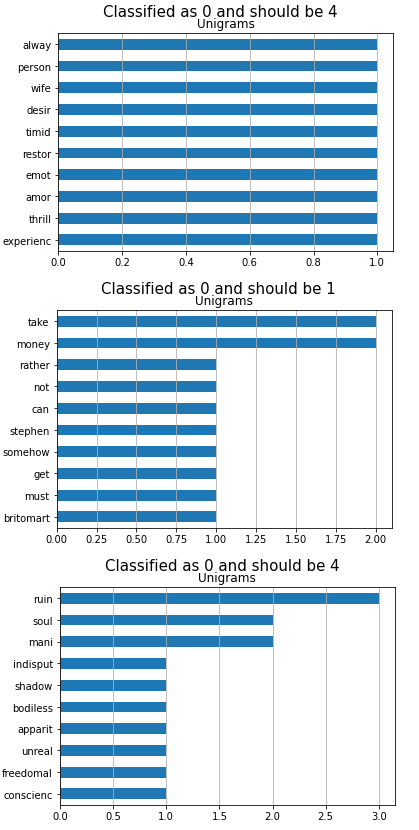 Classified as 0 and should be 4
Unigrams
alway
person
wife
desir
timid
restor
emot
amor
thrill
experienc
0.0 0.2 0.4 0.6 0.8 1.0
Classified as 0 and should be 1
Unigrams
take
money
rather
not
can
stephen
somehow
get
must
britomart
0.00 0.25 0.50 0.75 1.00 1.25 1.50 1.75 2.00
Classified as 0 and should be 4
Unigrams
ruin
soul
mani
indisput
shadow
bodiless
apparit
unreal
freedomal
conscienc
0.0 0.5 1.0 1.5 2.0 2.5 3.0